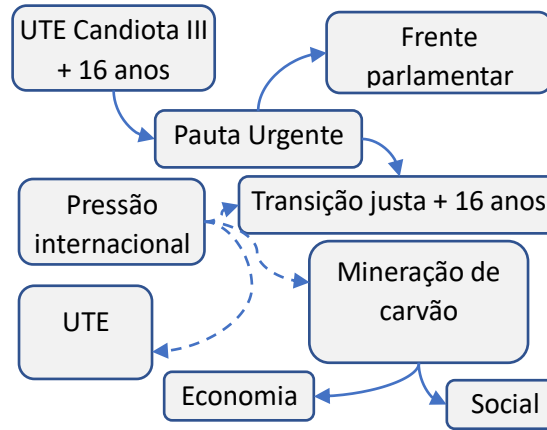 UTE Candiota III
+ 16 anos
Frente
parlamentar
Pauta Urgente
Pressão
internacional
Transição justa + 16 anos
Mineração de
carvão
UTE
Economia
Social